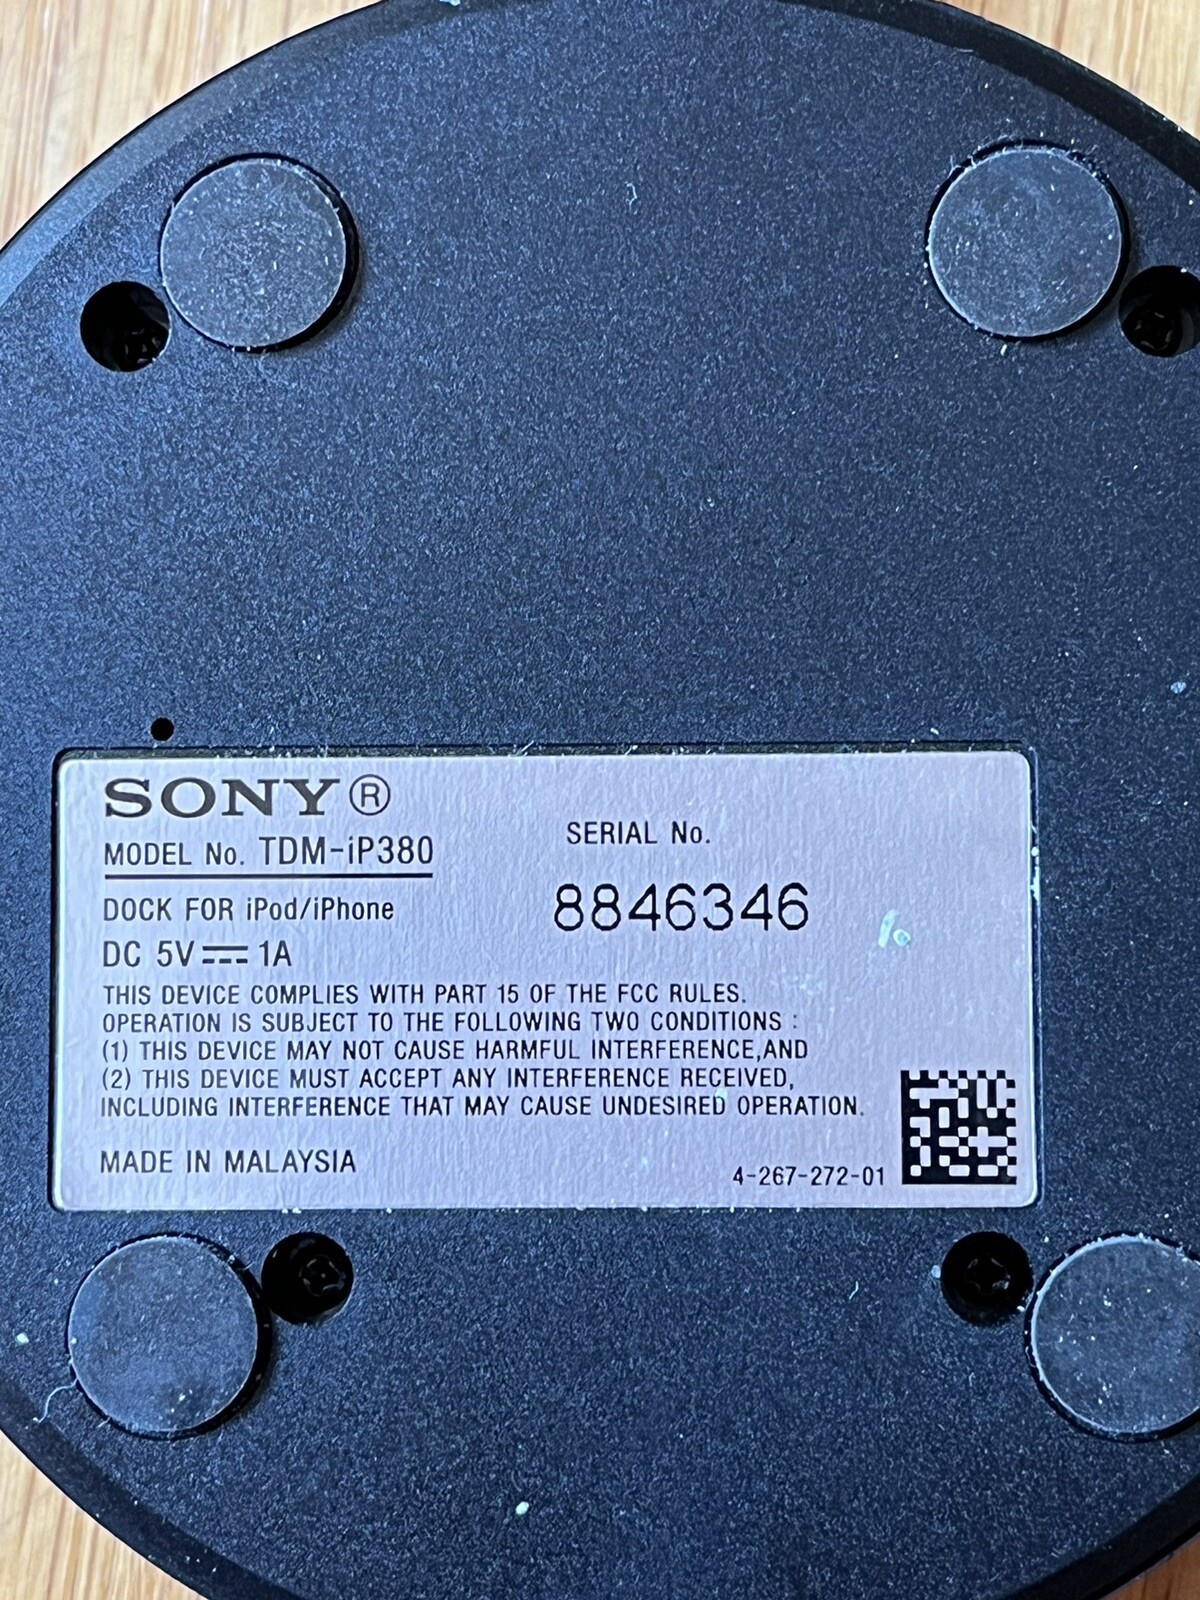 SONY®
MODEL No. TDM-iP380
SERIAL No.
8846346
DOCK FOR iPod/iPhone
DC 5V⎓1A
THIS DEVICE COMPLIES WITH PART 15 OF THE FCC RULES.
OPERATION IS SUBJECT TO THE FOLLOWING TWO CONDITIONS :
(1) THIS DEVICE MAY NOT CAUSE HARMFUL INTERFERENCE,AND
(2) THIS DEVICE MUST ACCEPT ANY INTERFERENCE RECEIVED,
INCLUDING INTERFERENCE THAT MAY CAUSE UNDESIRED OPERATION.
MADE IN MALAYSIA
4-267-272-01